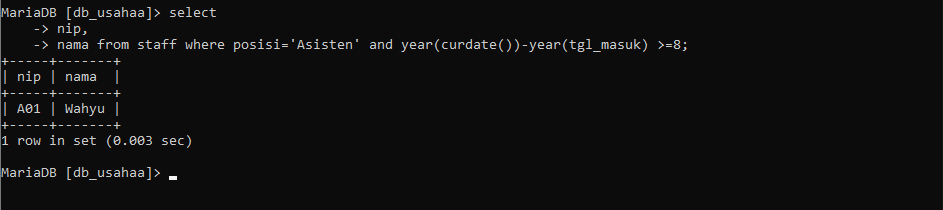 MariaDB [db_usahaa]> select
    -> nip,
    -> nama from staff where posisi='Asisten' and year(curdate())-year(tgl_masuk) >=8;
+-----+-------+
| nip | nama  |
+-----+-------+
| A01 | Wahyu |
+-----+-------+
1 row in set (0.003 sec)
MariaDB [db_usahaa]>